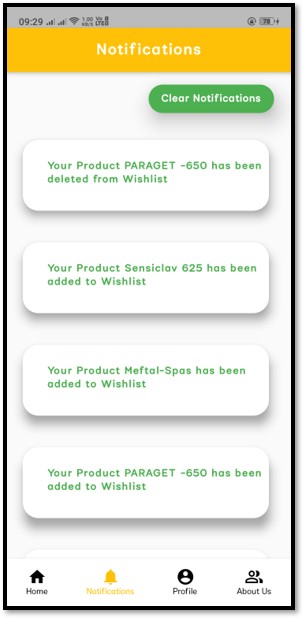 09:29
1.00 KB/S Vo LTE 78
Notifications
Clear Notifications
Your Product PARAGET -650 has been
deleted from Wishlist
Your Product Sensiclav 625 has been
added to Wishlist
Your Product Meftal-Spas has been
added to Wishlist
Your Product PARAGET -650 has been
added to Wishlist
Home Notifications Profile About Us